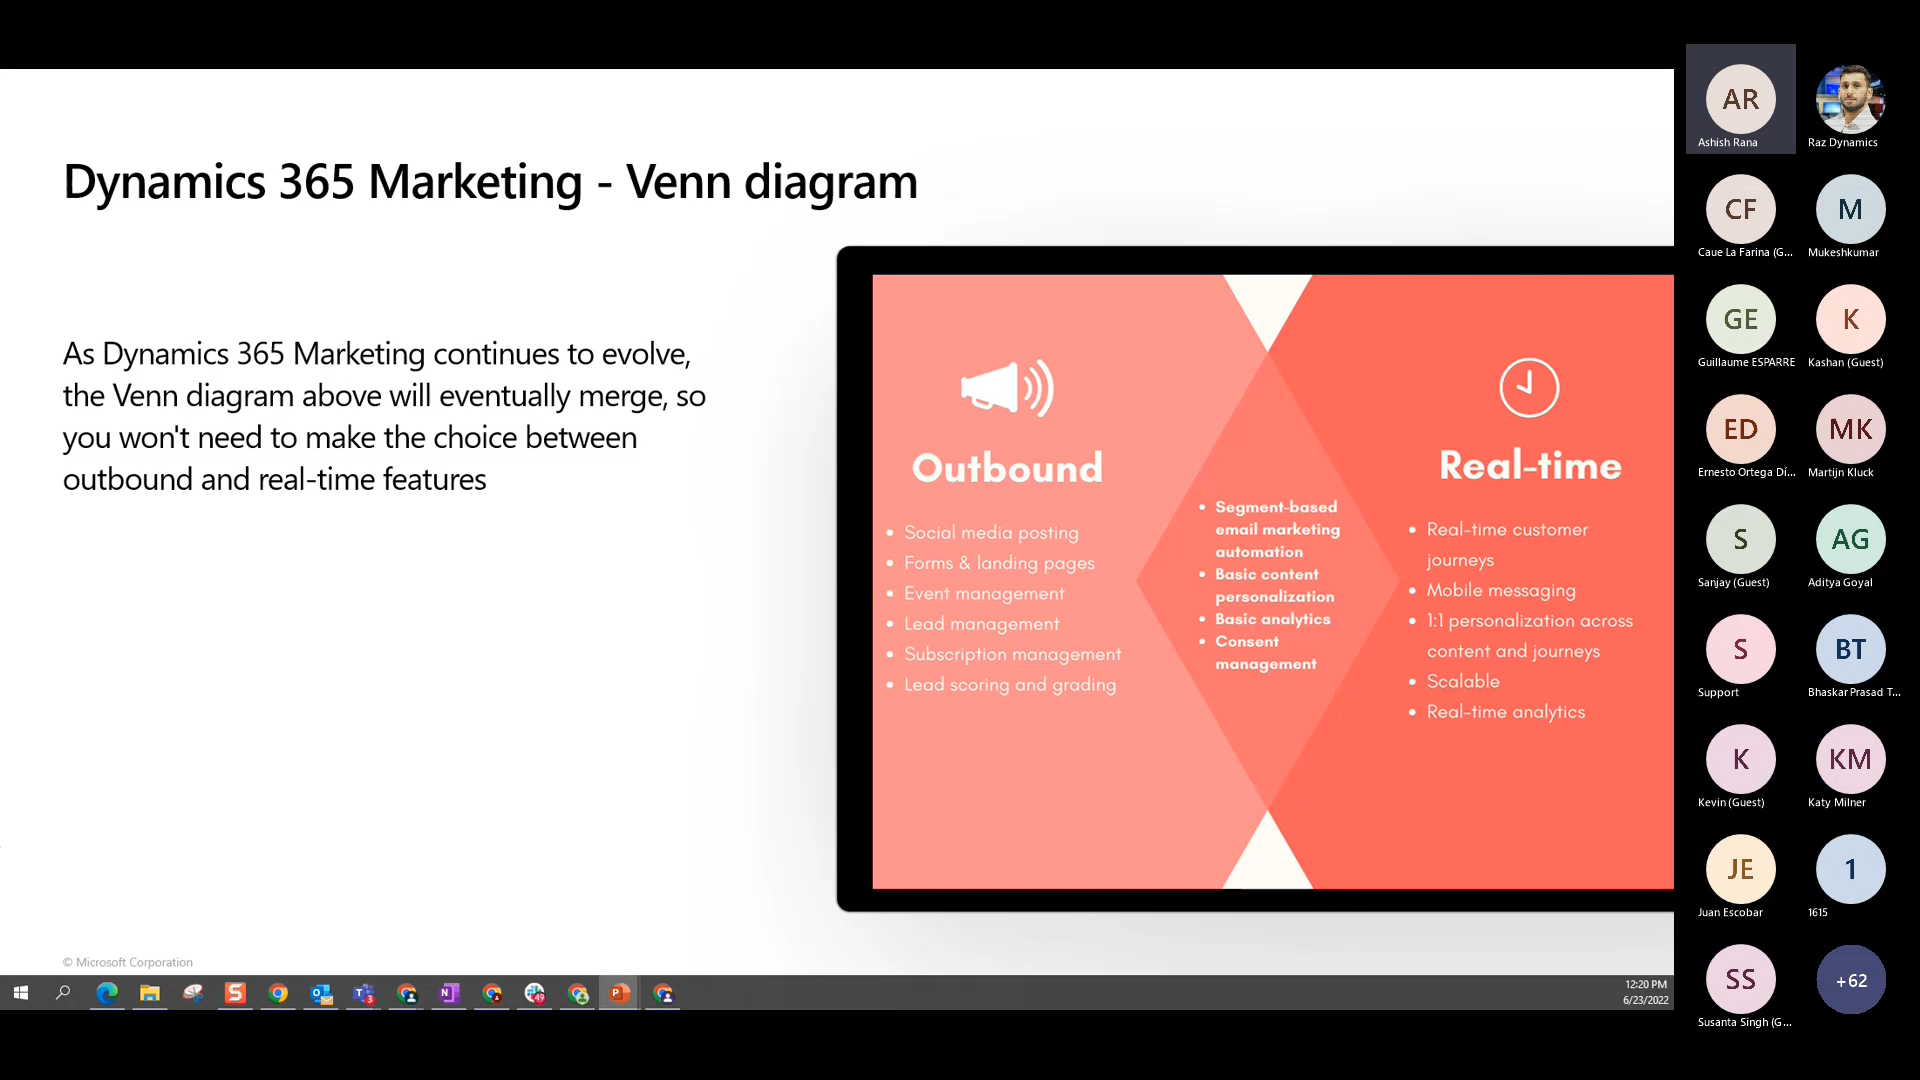 Dynamics 365 Marketing - Venn diagram
As Dynamics 365 Marketing continues to evolve,
the Venn diagram above will eventually merge, so
you won't need to make the choice between
outbound and real-time features
Outbound
• Social media posting
• Forms & landing pages
• Event management
• Lead management
• Subscription management
• Lead scoring and grading
• Segment-based
email marketing
automation
• Basic content
personalization
• Basic analytics
• Consent
management
Real-time
• Real-time customer
journeys
• Mobile messaging
• 1:1 personalization across
content and journeys
• Scalable
• Real-time analytics
© Microsoft Corporation
12:20 PM
6/23/2022
AR
Ashish Rana
Raz Dynamics
CF
Caue La Farina (G...
M
Mukeshkumar
GE
Guillaume ESPARRE
K
Kashan (Guest)
ED
Ernesto Ortega Dí...
MK
Martijn Kluck
S
Sanjay (Guest)
AG
Aditya Goyal
S
Support
BT
Bhaskar Prasad T...
K
Kevin (Guest)
KM
Katy Milner
JE
Juan Escobar
1
1615
SS
Susanta Singh (G...
+62